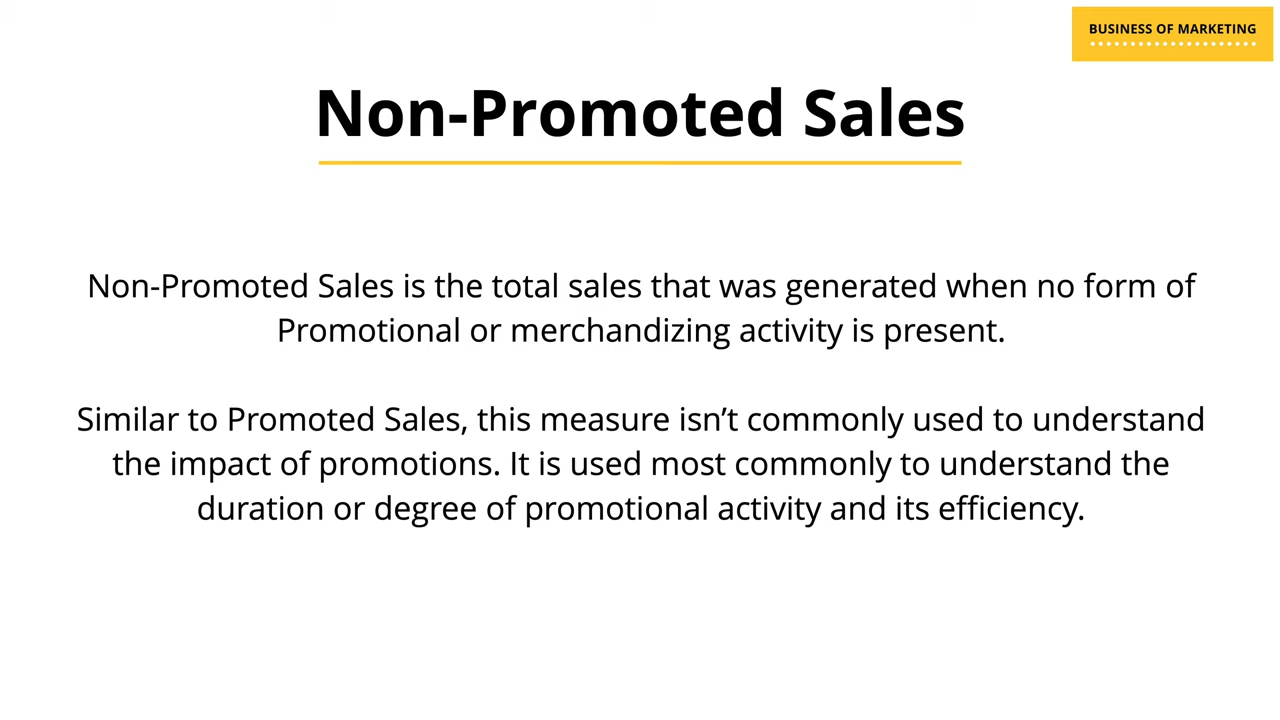 BUSINESS OF MARKETING
Non-Promoted Sales
Non-Promoted Sales is the total sales that was generated when no form of
Promotional or merchandizing activity is present.
Similar to Promoted Sales, this measure isn’t commonly used to understand
the impact of promotions. It is used most commonly to understand the
duration or degree of promotional activity and its efficiency.